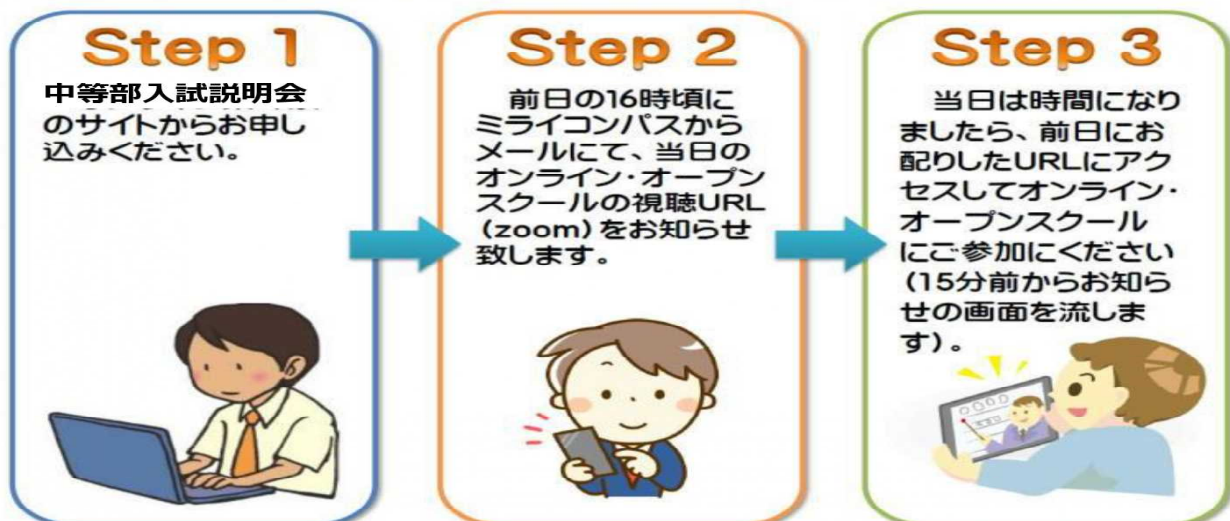 Step 1
中等部入試説明会
のサイトからお申し
込みください。
Step 2
前日の16時頃に
ミライコンパスから
メールにて、当日の
オンライン・オープン
スクールの視聴URL
(zoom)をお知らせ
致します。
Step 3
当日は時間になり
ましたら、前日にお
配りしたURLにアク
セスしてオンライン・
オープンスクール
にご参加にください
(15分前からお知ら
せの画面を流しま
す)。